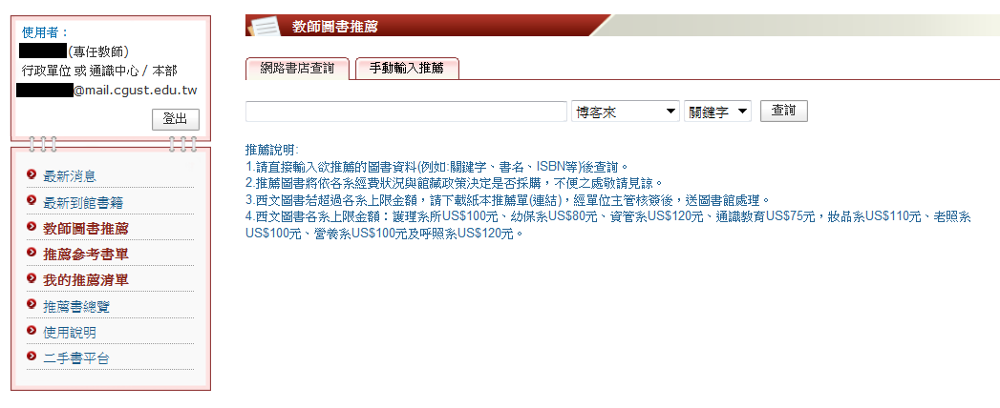 使用者：
(專任教師)
行政單位 或 通識中心 / 本部
@mail.cgust.edu.tw
登出
最新消息
最新到館書籍
教師圖書推薦
推薦參考書單
我的推薦清單
推薦書總覽
使用說明
二手書平台
教師圖書推薦
網路書店查詢 手動輸入推薦
博客來 關鍵字 查詢
推薦說明:
1.請直接輸入欲推薦的圖書資料(例如:關鍵字、書名、ISBN等)後查詢。
2.推薦圖書將依各系經費狀況與館藏政策決定是否採購，不便之處敬請見諒。
3.西文圖書若超過各系上限金額，請下載紙本推薦單(連結)，經單位主管核簽後，送圖書館處理。
4.西文圖書各系上限金額：護理系所US$100元、幼保系US$80元、資管系US$120元、通識教育US$75元，妝品系US$110元、老照系
US$100元、營養系US$100元及呼照系US$120元。